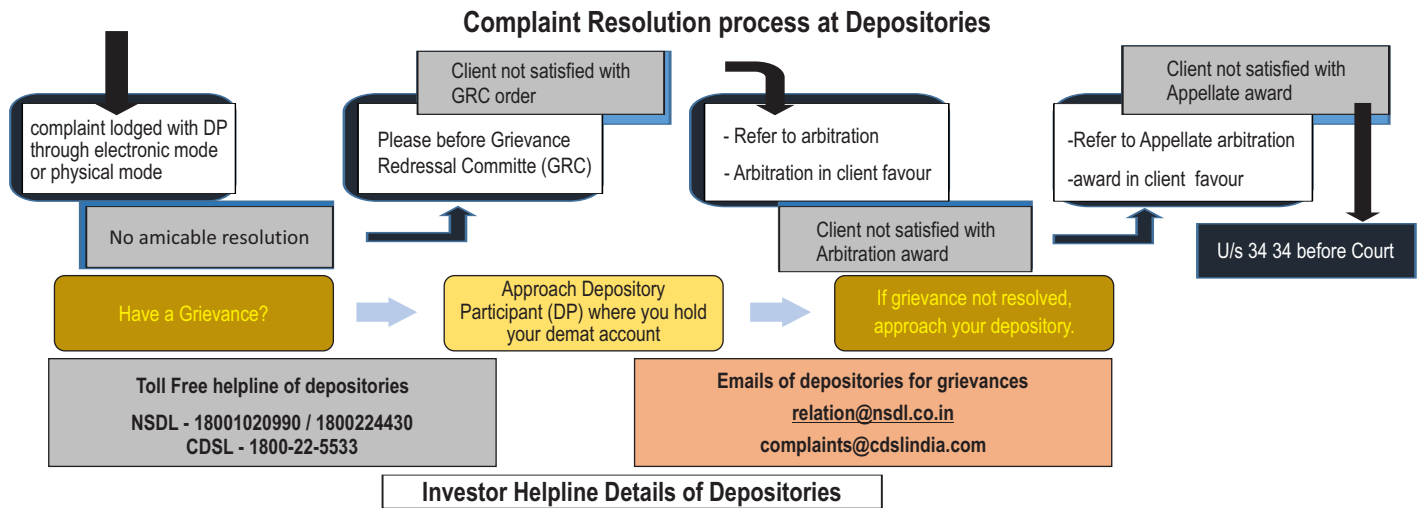 Complaint Resolution process at Depositories
complaint lodged with DP
through electronic mode
or physical mode
No amicable resolution
Client not satisfied with
GRC order
Please before Grievance
Redressal Committe (GRC)
- Refer to arbitration
- Arbitration in client favour
Client not satisfied with
Arbitration award
Client not satisfied with
Appellate award
-Refer to Appellate arbitration
-award in client favour
U/s 34 34 before Court
Have a Grievance?
Approach Depository
Participant (DP) where you hold
your demat account
If grievance not resolved,
approach your depository.
Toll Free helpline of depositories
NSDL - 18001020990 / 1800224430
CDSL - 1800-22-5533
Emails of depositories for grievances
relation@nsdl.co.in
complaints@cdslindia.com
Investor Helpline Details of Depositories